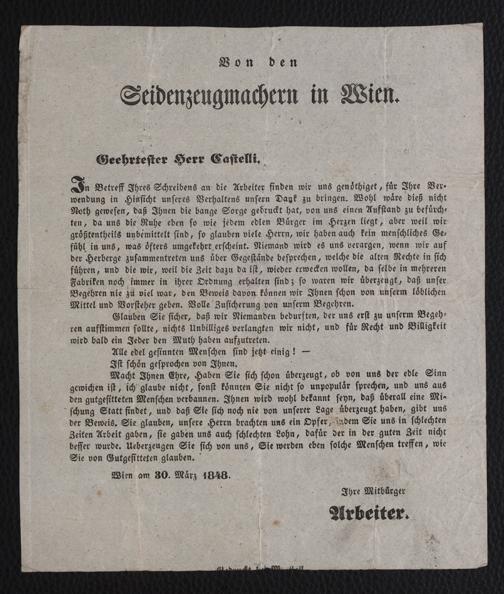 Von den
Seidenzeugmachern in Wien.
Geehrtester Herr Castelli.
In Betreff Ihres Schreibens an die Arbeiter finden wir uns genöthiget, für Ihre Ver-
wendung in Hinsicht unseres Verhaltens unsern Dank zu bringen. Wohl wäre dieß nicht
Noth gewesen, daß Ihnen die bange Sorge gedruckt hat, von uns einen Aufstand zu befürch-
ten, da uns die Ruhe eben so wie jedem edlen Bürger im Herzen liegt, aber weil wir
größtentheils unbemittelt sind, so glauben viele Herrn, wir haben auch kein menschliches Ge-
fühl in uns, was öfters umgekehrt erscheint. Niemand wird es uns verargen, wenn wir auf
der Herberge zusammentreten uns über Gegestände besprechen, welche die alten Rechte in sich
führen, und die wir, weil die Zeit dazu da ist, wieder erwecken wollen, da selbe in mehreren
Fabriken noch immer in ihrer Ordnung erhalten sind; so waren wir überzeugt, daß unser
Begehren nie zu viel war, den Beweis davon können wir Ihnen schon von unserm löblichen
Mittel und Vorsteher geben. Volle Zusicherung von unserm Begehren.
Glauben Sie sicher, daß wir Niemanden bedurften, der uns erst zu unserm Begeh-
ren aufstimmen sollte, nichts Unbilliges verlangten wir nicht, und für Recht und Billigkeit
wird bald ein Jeder den Muth haben aufzutreten.
Alle edel gesinnten Menschen sind jetzt einig! —
Ist schön gesprochen von Ihnen.
Macht Ihnen Ehre, Haben Sie sich schon überzeugt, ob von uns der edle Sinn
gewichen ist, ich glaube nicht, sonst könnten Sie nicht so unpopulär sprechen, und uns aus
den gutgesitteten Menschen verbannen. Ihnen wird wohl bekannt seyn, daß überall eine Mi-
schung Statt findet, und daß Sie sich noch nie von unserer Lage überzeugt haben, gibt uns
der Beweis. Sie glauben, unsere Herrn brachten uns ein Opfer, indem Sie uns in schlechten
Zeiten Arbeit gaben, sie gaben uns auch schlechten Lohn, dafür der in der guten Zeit nicht
besser wurde. Ueberzeugen Sie sich von uns, Sie werden eben solche Menschen treffen, wie
Sie von Gutgesitteten glauben.
Wien am 30. März 1848.
Ihre Mitbürger
Arbeiter.